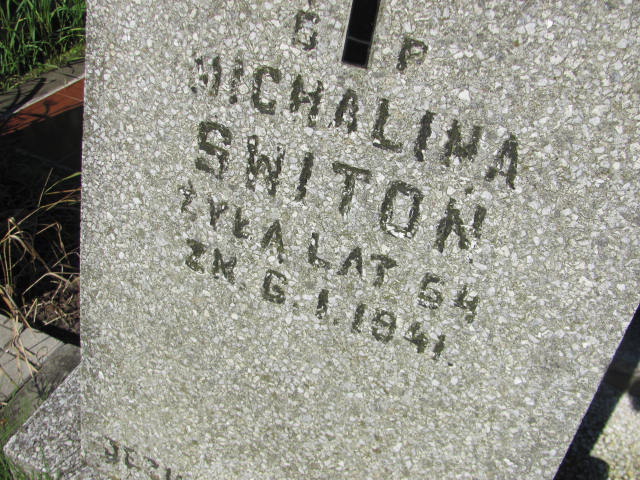 Ś P
MICHALINA
ŚWITOŃ
ŻYŁA LAT 54
ZM. 6.1.1941.